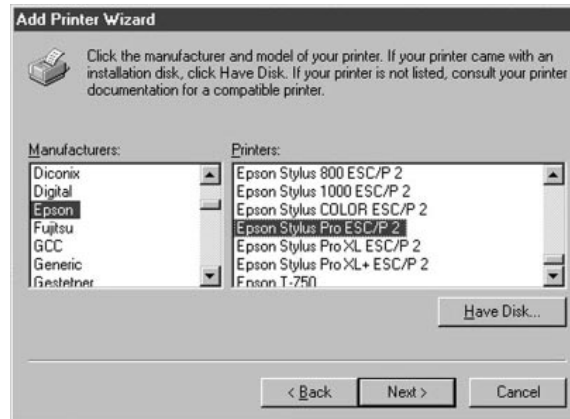 Add Printer Wizard
Click the manufacturer and model of your printer. If your printer came with an
installation disk, click Have Disk. If your printer is not listed, consult your printer
documentation for a compatible printer.
Manufacturers:
Diconix
Digital
Epson
Fujitsu
GCC
Generic
Gestetner
Printers:
Epson Stylus 800 ESC/P 2
Epson Stylus 1000 ESC/P 2
Epson Stylus COLOR ESC/P 2
Epson Stylus Pro ESC/P 2
Epson Stylus Pro XL ESC/P 2
Epson Stylus Pro XL+ ESC/P 2
Epson T-750
Have Disk...
< Back
Next >
Cancel